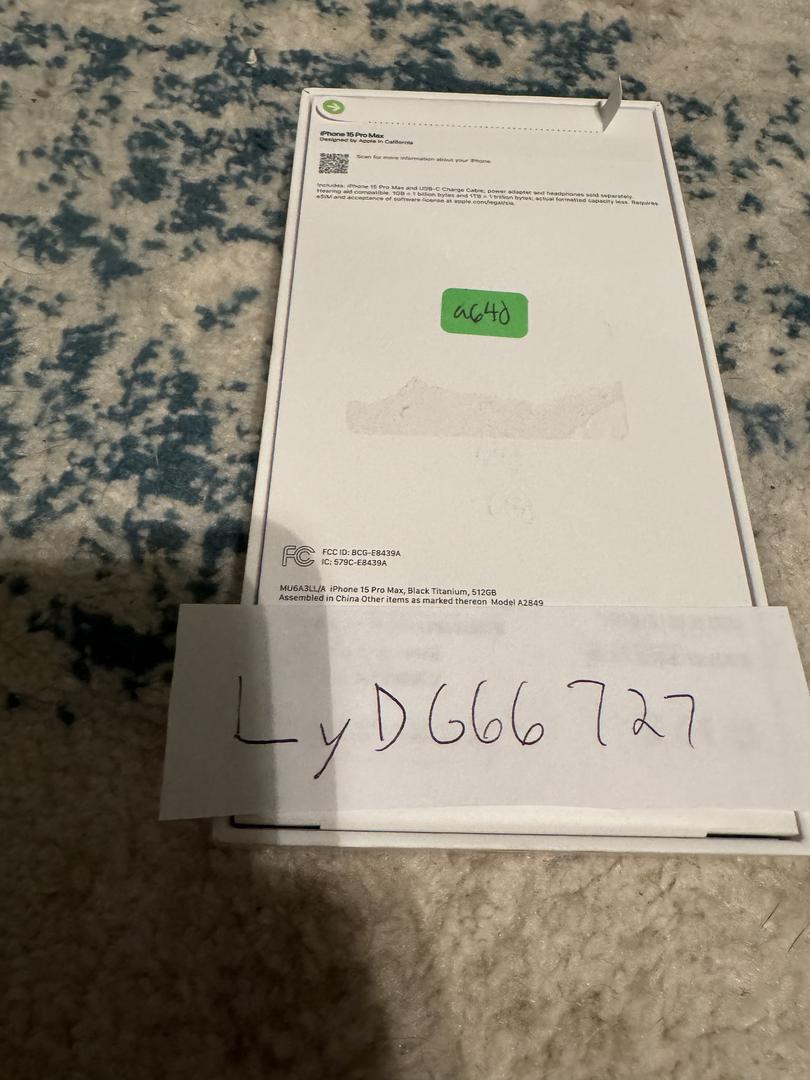 iPhone 15 Pro Max
Designed by Apple in California
Scan for more information about your iPhone.
Includes: iPhone 15 Pro Max and USB-C Charge Cable; power adapter and headphones sold separately.
Hearing aid compatible. 1GB = 1 billion bytes and 1TB = 1 trillion bytes; actual formatted capacity less. Requires
eSIM and acceptance of software license at apple.com/legal/sla.
a64d
FC FCC ID: BCG-E8439A
IC: 579C-E8439A
MU6A3LL/A iPhone 15 Pro Max, Black Titanium, 512GB
Assembled in China Other items as marked thereon Model A2849
LyD666727